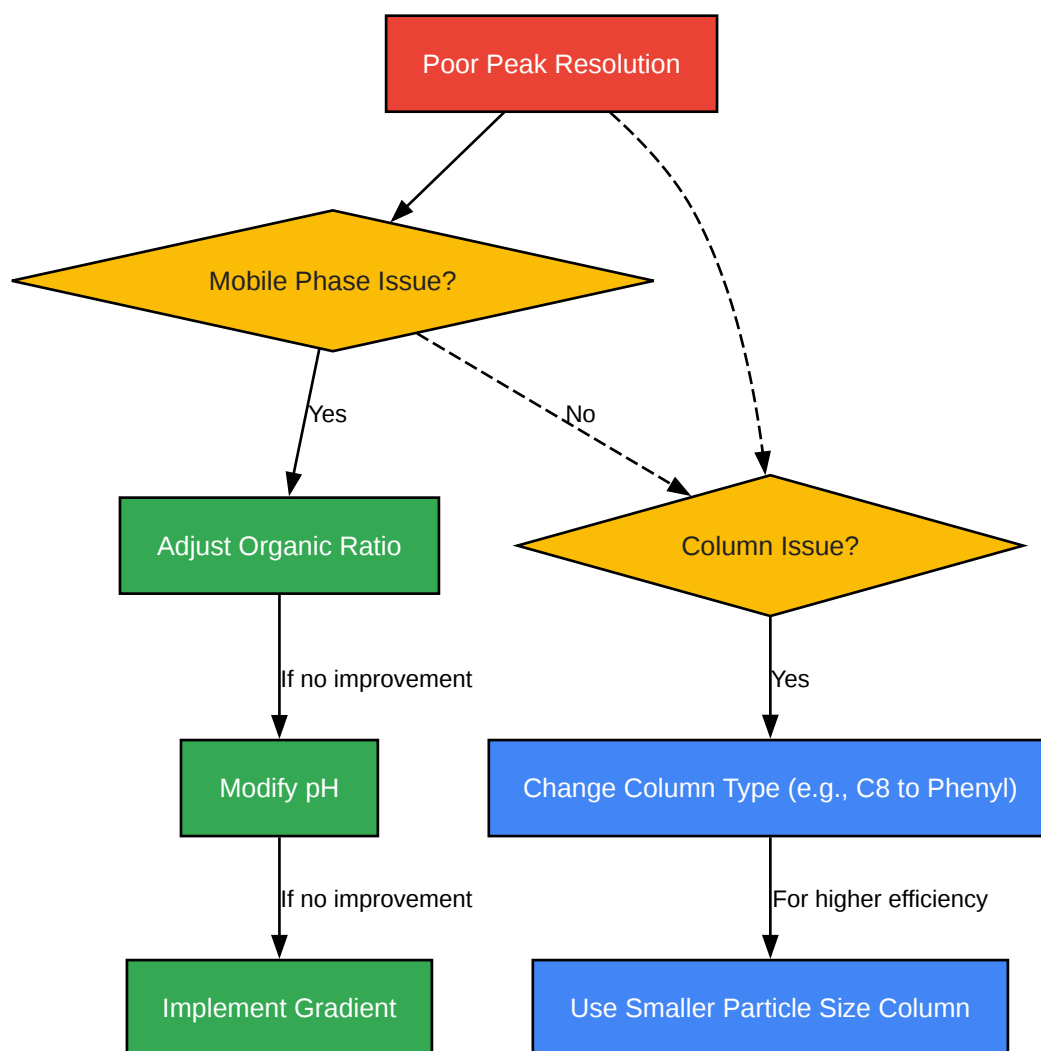 Poor Peak Resolution
Mobile Phase Issue?
Yes
No
Adjust Organic Ratio
Column Issue?
If no improvement
Yes
Modify pH
Change Column Type (e.g., C8 to Phenyl)
If no improvement
For higher efficiency
Implement Gradient
Use Smaller Particle Size Column